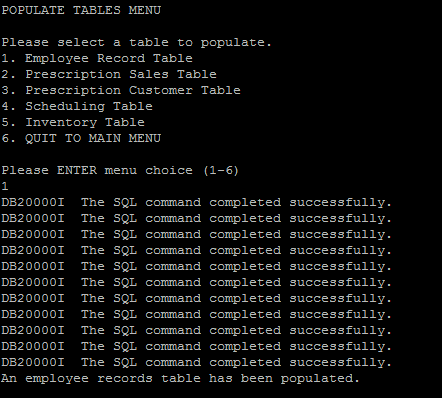 POPULATE TABLES MENU
Please select a table to populate.
1. Employee Record Table
2. Prescription Sales Table
3. Prescription Customer Table
4. Scheduling Table
5. Inventory Table
6. QUIT TO MAIN MENU
Please ENTER menu choice (1-6)
1
DB20000I  The SQL command completed successfully.
DB20000I  The SQL command completed successfully.
DB20000I  The SQL command completed successfully.
DB20000I  The SQL command completed successfully.
DB20000I  The SQL command completed successfully.
DB20000I  The SQL command completed successfully.
DB20000I  The SQL command completed successfully.
DB20000I  The SQL command completed successfully.
DB20000I  The SQL command completed successfully.
DB20000I  The SQL command completed successfully.
DB20000I  The SQL command completed successfully.
An employee records table has been populated.